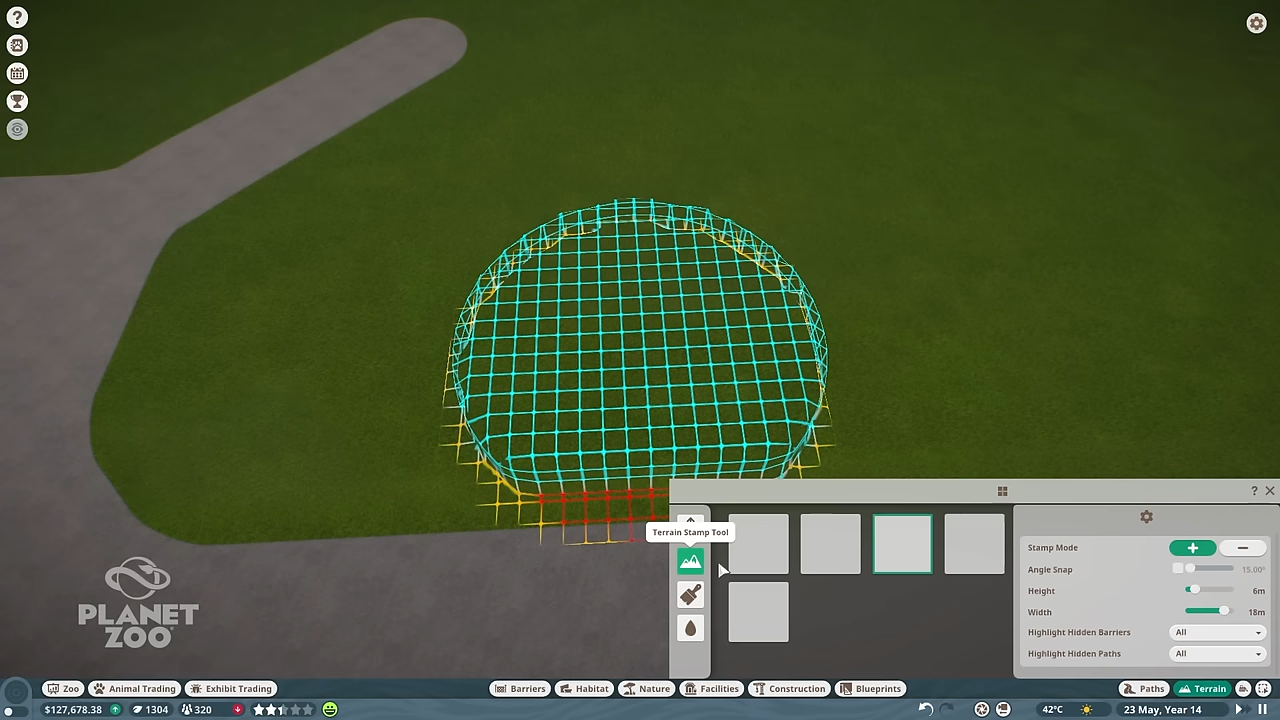 PLANET
ZOO
Terrain Stamp Tool
?
Stamp Mode
Angle Snap 15.00°
Height 6m
Width 18m
Highlight Hidden Barriers All
Highlight Hidden Paths All
Zoo Animal Trading Exhibit Trading Barriers Habitat Nature Facilities Construction Blueprints Paths Terrain
$127,678.38 1304 320 42°C 23 May, Year 14